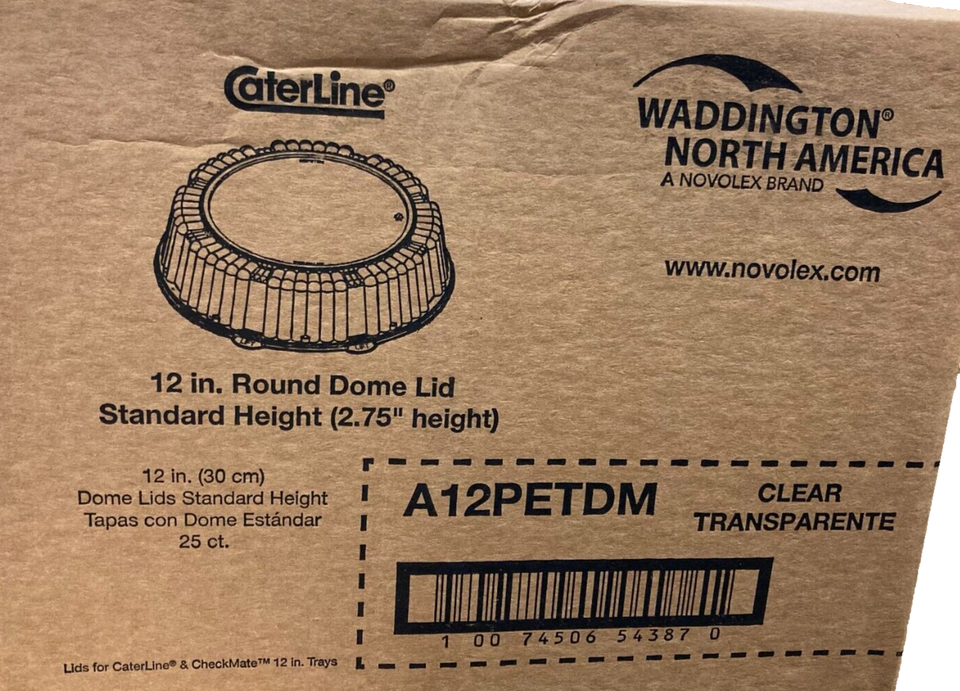 CaterLine®
WADDINGTON®
NORTH AMERICA
A NOVOLEX BRAND
www.novolex.com
12 in. Round Dome Lid
Standard Height (2.75" height)
12 in. (30 cm)
Dome Lids Standard Height
Tapas con Dome Estándar
25 ct.
A12PETDM
CLEAR
TRANSPARENTE
1 00 74506 54387 0
Lids for CaterLine® & CheckMate™ 12 in. Trays